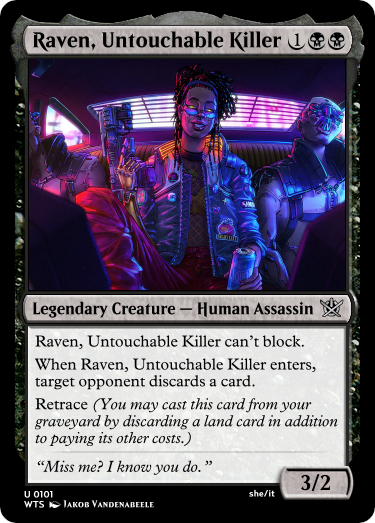 Raven, Untouchable Killer 1
Legendary Creature — Human Assassin
Raven, Untouchable Killer can't block.
When Raven, Untouchable Killer enters,
target opponent discards a card.
Retrace (You may cast this card from your
graveyard by discarding a land card in addition
to paying its other costs.)
"Miss me? I know you do."
3/2
U 0101 she/it
WTS Jakob Vandenabeele